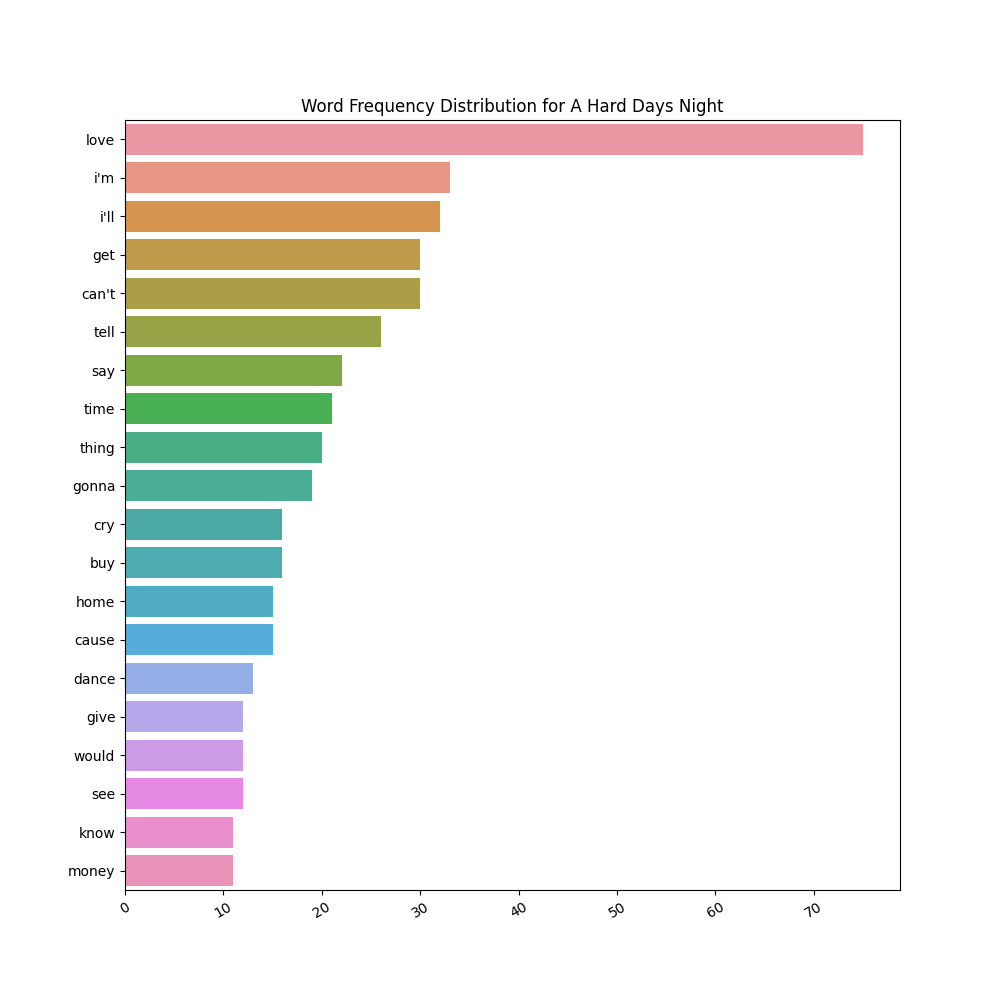 Word Frequency Distribution for A Hard Days Night
love
i'm
i'll
get
can't
tell
say
time
thing
gonna
cry
buy
home
cause
dance
give
would
see
know
money
0 10 20 30 40 50 60 70